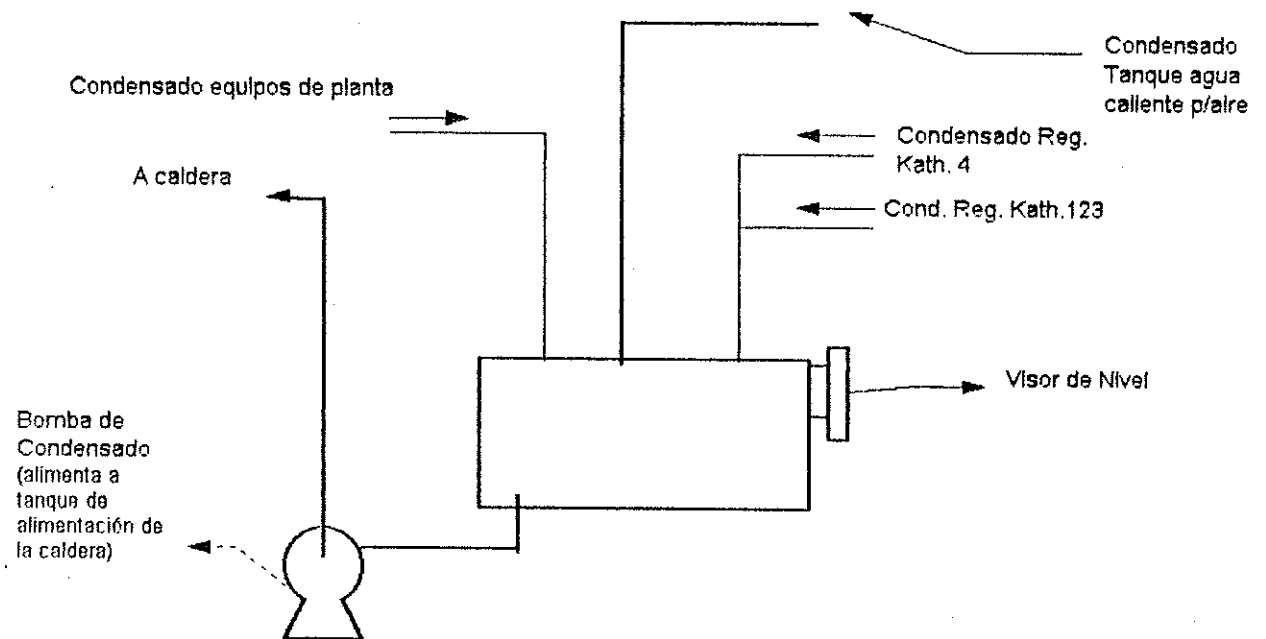 Condensado
Tanque agua
caliente p/aire
Condensado equipos de planta
Condensado Reg.
Kath. 4
A caldera
Cond. Reg. Kath.123
Visor de Nivel
Bomba de
Condensado
(alimenta a
tanque de
alimentación de
la caldera)